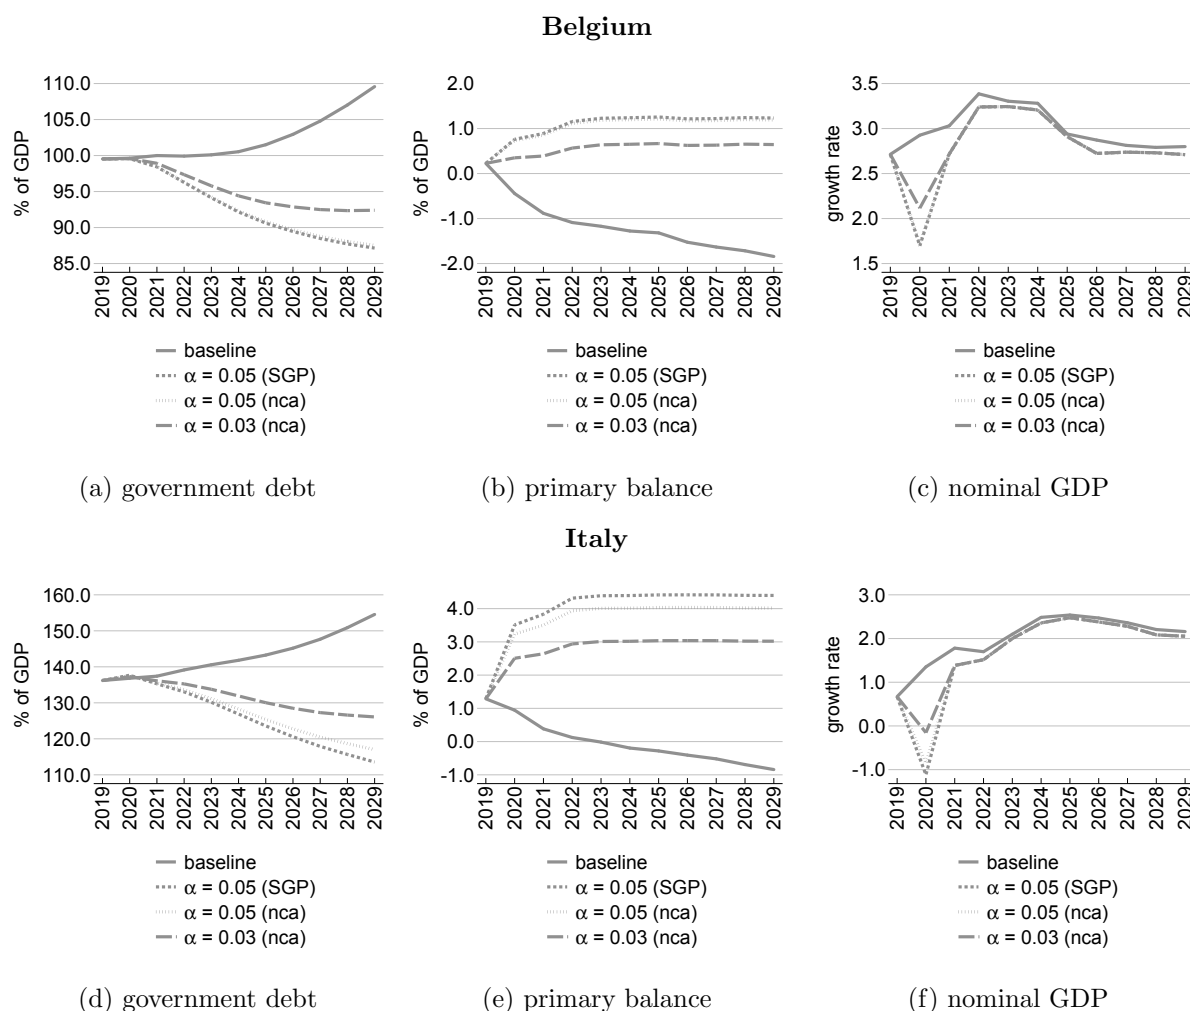 Belgium
% of GDP
110.0
105.0
100.0
95.0
90.0
85.0
2019 2020 2021 2022 2023 2024 2025 2026 2027 2028 2029
baseline
α = 0.05 (SGP)
α = 0.05 (nca)
α = 0.03 (nca)
(a) government debt
% of GDP
2.0
1.0
0.0
-1.0
-2.0
2019 2020 2021 2022 2023 2024 2025 2026 2027 2028 2029
baseline
α = 0.05 (SGP)
α = 0.05 (nca)
α = 0.03 (nca)
(b) primary balance
growth rate
3.5
3.0
2.5
2.0
1.5
2019 2020 2021 2022 2023 2024 2025 2026 2027 2028 2029
baseline
α = 0.05 (SGP)
α = 0.05 (nca)
α = 0.03 (nca)
(c) nominal GDP
Italy
% of GDP
160.0
150.0
140.0
130.0
120.0
110.0
2019 2020 2021 2022 2023 2024 2025 2026 2027 2028 2029
baseline
α = 0.05 (SGP)
α = 0.05 (nca)
α = 0.03 (nca)
(d) government debt
% of GDP
4.0
3.0
2.0
1.0
0.0
-1.0
2019 2020 2021 2022 2023 2024 2025 2026 2027 2028 2029
baseline
α = 0.05 (SGP)
α = 0.05 (nca)
α = 0.03 (nca)
(e) primary balance
growth rate
3.0
2.0
1.0
0.0
-1.0
2019 2020 2021 2022 2023 2024 2025 2026 2027 2028 2029
baseline
α = 0.05 (SGP)
α = 0.05 (nca)
α = 0.03 (nca)
(f) nominal GDP